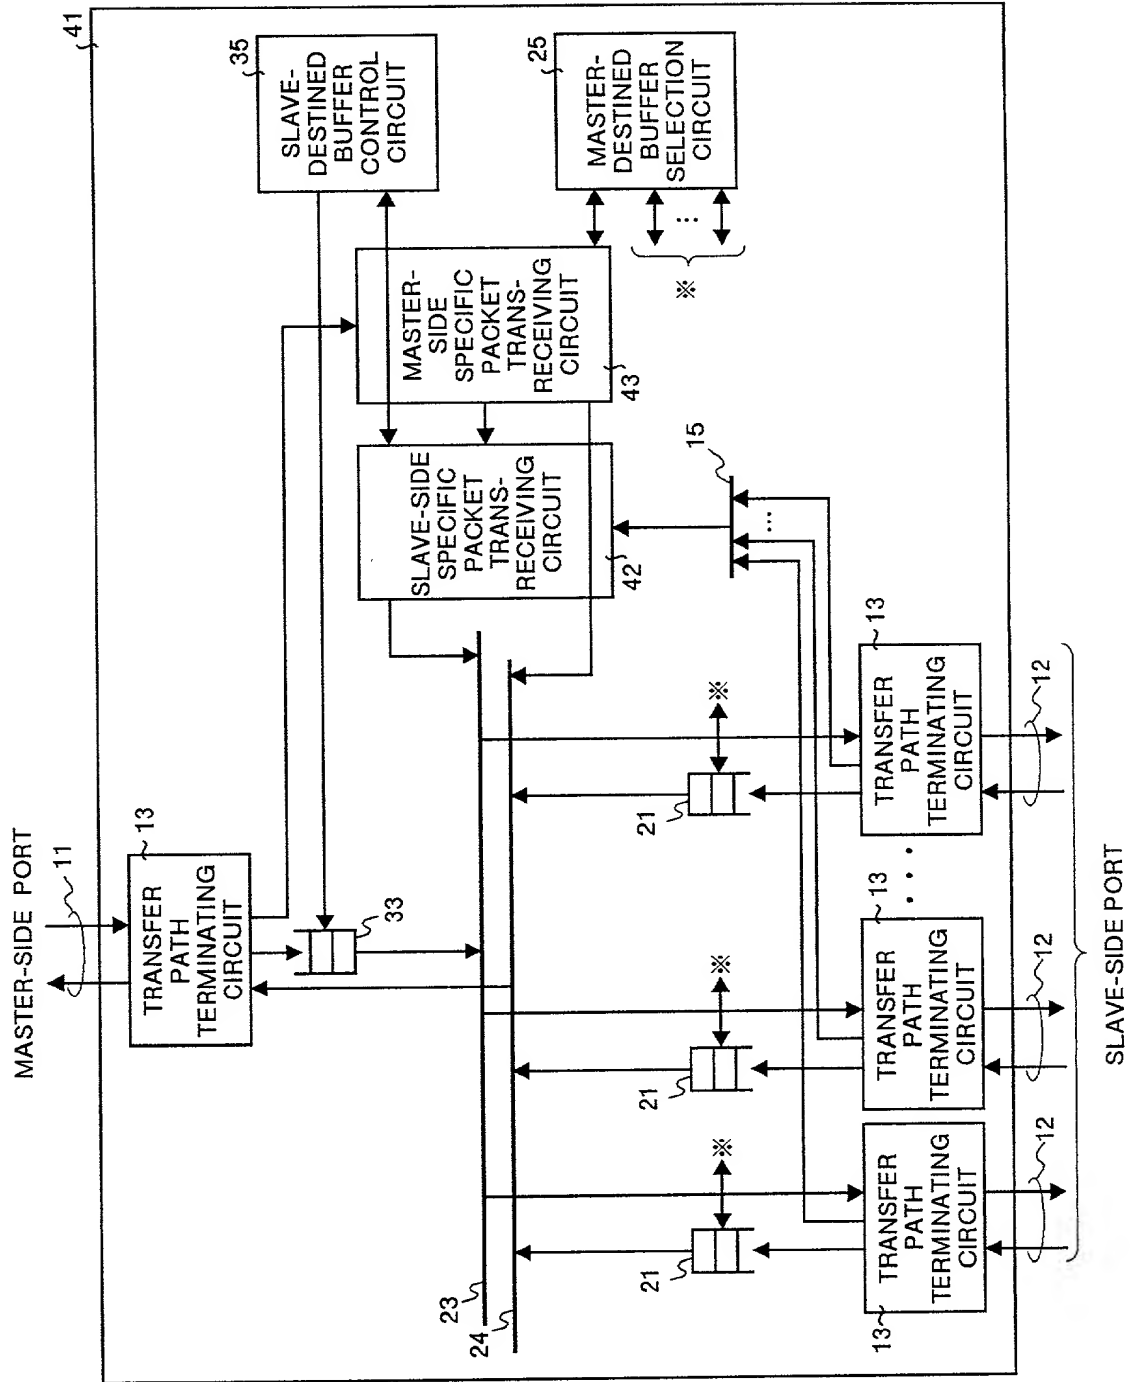 41
MASTER-SIDE PORT
11
13
TRANSFER
PATH
TERMINATING
CIRCUIT
33
35
SLAVE-
DESTINED
BUFFER
CONTROL
CIRCUIT
25
MASTER-
DESTINED
BUFFER
SELECTION
CIRCUIT
...
※
MASTER-
SIDE
SPECIFIC
PACKET
TRANS-
RECEIVING
CIRCUIT
43
SLAVE-SIDE
SPECIFIC
PACKET
TRANS-
RECEIVING
CIRCUIT
42
15
...
23
24
21
※
21
※
21
※
13
TRANSFER
PATH
TERMINATING
CIRCUIT
12
13
TRANSFER
PATH
TERMINATING
CIRCUIT
12
....
13
TRANSFER
PATH
TERMINATING
CIRCUIT
12
SLAVE-SIDE PORT